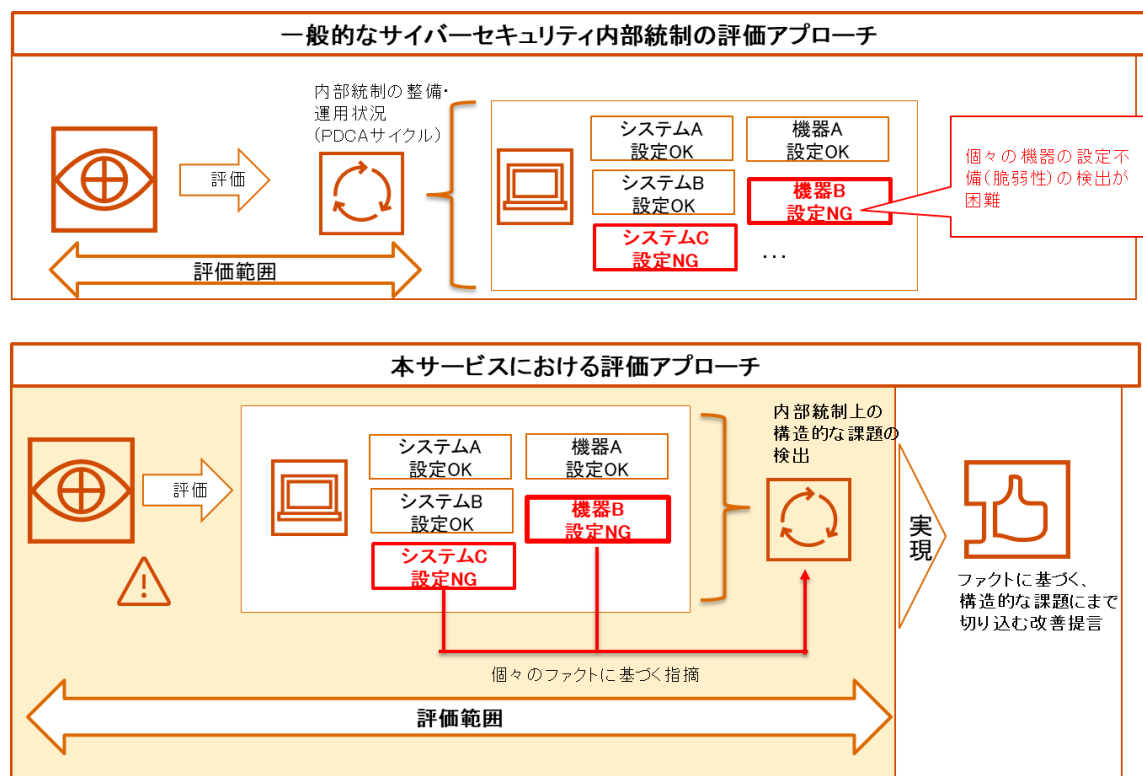 一般的なサイバーセキュリティ内部統制の評価アプローチ
内部統制の整備・
運用状況
(PDCAサイクル)
評価
評価範囲
システムA
設定OK
機器A
設定OK
システムB
設定OK
機器B
設定NG
システムC
設定NG
...
個々の機器の設定不
備(脆弱性)の検出が
困難
本サービスにおける評価アプローチ
評価
システムA
設定OK
機器A
設定OK
システムB
設定OK
機器B
設定NG
システムC
設定NG
内部統制上の
構造的な課題の
検出
個々のファクトに基づく指摘
評価範囲
実現
ファクトに基づく、
構造的な課題にまで
切り込む改善提言